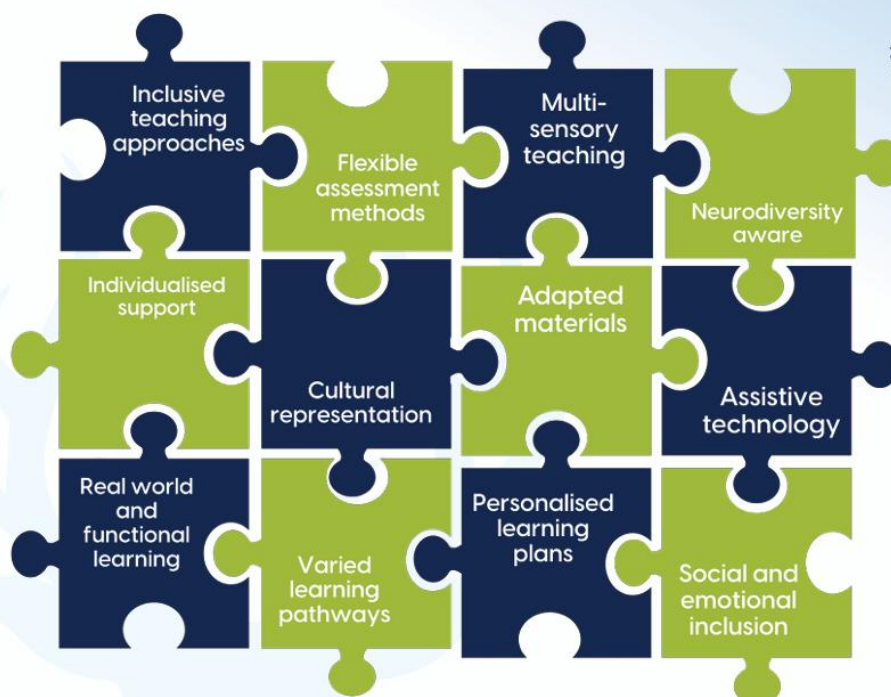 Inclusive
teaching
approaches
Flexible
assessment
methods
Multi-
sensory
teaching
Neurodiversity
aware
Individualised
support
Cultural
representation
Adapted
materials
Assistive
technology
Real world
and
functional
learning
Varied
learning
pathways
Personalised
learning
plans
Social and
emotional
inclusion